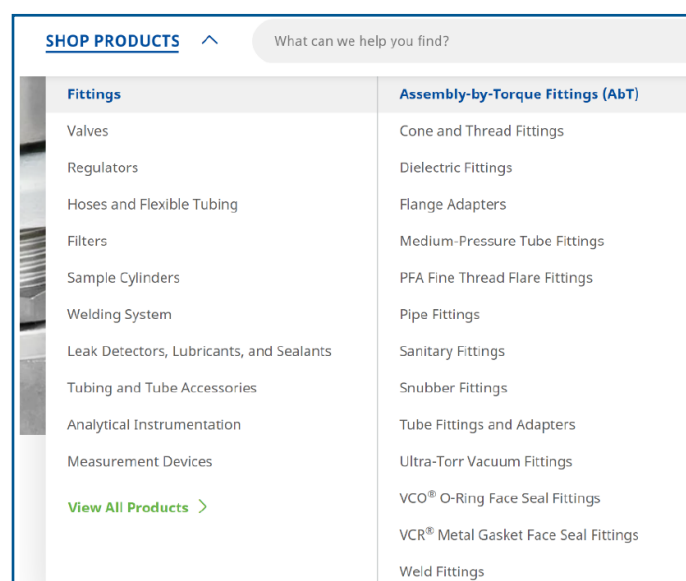 SHOP PRODUCTS
What can we help you find?
Fittings
Valves
Regulators
Hoses and Flexible Tubing
Filters
Sample Cylinders
Welding System
Leak Detectors, Lubricants, and Sealants
Tubing and Tube Accessories
Analytical Instrumentation
Measurement Devices
View All Products
Assembly-by-Torque Fittings (AbT)
Cone and Thread Fittings
Dielectric Fittings
Flange Adapters
Medium-Pressure Tube Fittings
PFA Fine Thread Flare Fittings
Pipe Fittings
Sanitary Fittings
Snubber Fittings
Tube Fittings and Adapters
Ultra-Torr Vacuum Fittings
VCO® O-Ring Face Seal Fittings
VCR® Metal Gasket Face Seal Fittings
Weld Fittings